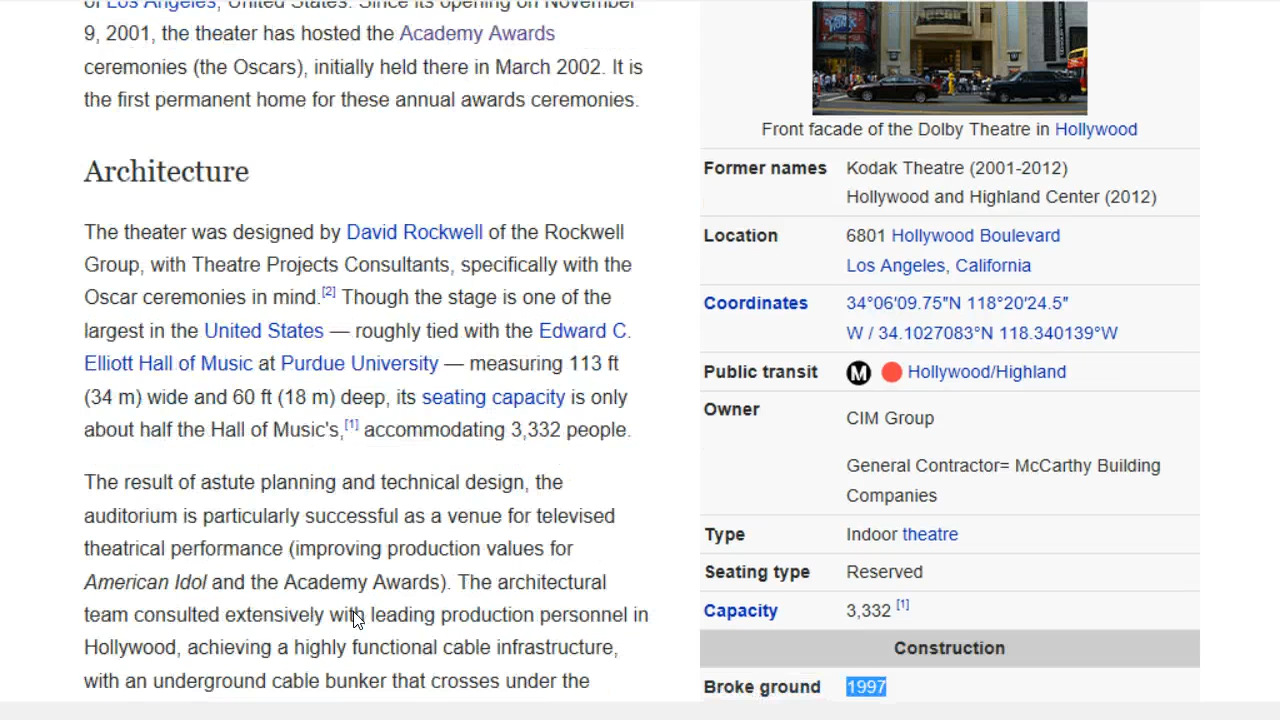 of Los Angeles, United States. Since its opening on November
9, 2001, the theater has hosted the Academy Awards
ceremonies (the Oscars), initially held there in March 2002. It is
the first permanent home for these annual awards ceremonies.
Architecture
The theater was designed by David Rockwell of the Rockwell
Group, with Theatre Projects Consultants, specifically with the
Oscar ceremonies in mind.[2] Though the stage is one of the
largest in the United States — roughly tied with the Edward C.
Elliott Hall of Music at Purdue University — measuring 113 ft
(34 m) wide and 60 ft (18 m) deep, its seating capacity is only
about half the Hall of Music's,[1] accommodating 3,332 people.
The result of astute planning and technical design, the
auditorium is particularly successful as a venue for televised
theatrical performance (improving production values for
American Idol and the Academy Awards). The architectural
team consulted extensively with leading production personnel in
Hollywood, achieving a highly functional cable infrastructure,
with an underground cable bunker that crosses under the
Front facade of the Dolby Theatre in Hollywood
Former names Kodak Theatre (2001-2012)
Hollywood and Highland Center (2012)
Location 6801 Hollywood Boulevard
Los Angeles, California
Coordinates 34°06′09.75″N 118°20′24.5″
W / 34.1027083°N 118.340139°W
Public transit M Hollywood/Highland
Owner CIM Group
General Contractor= McCarthy Building
Companies
Type Indoor theatre
Seating type Reserved
Capacity 3,332 [1]
Construction
Broke ground 1997